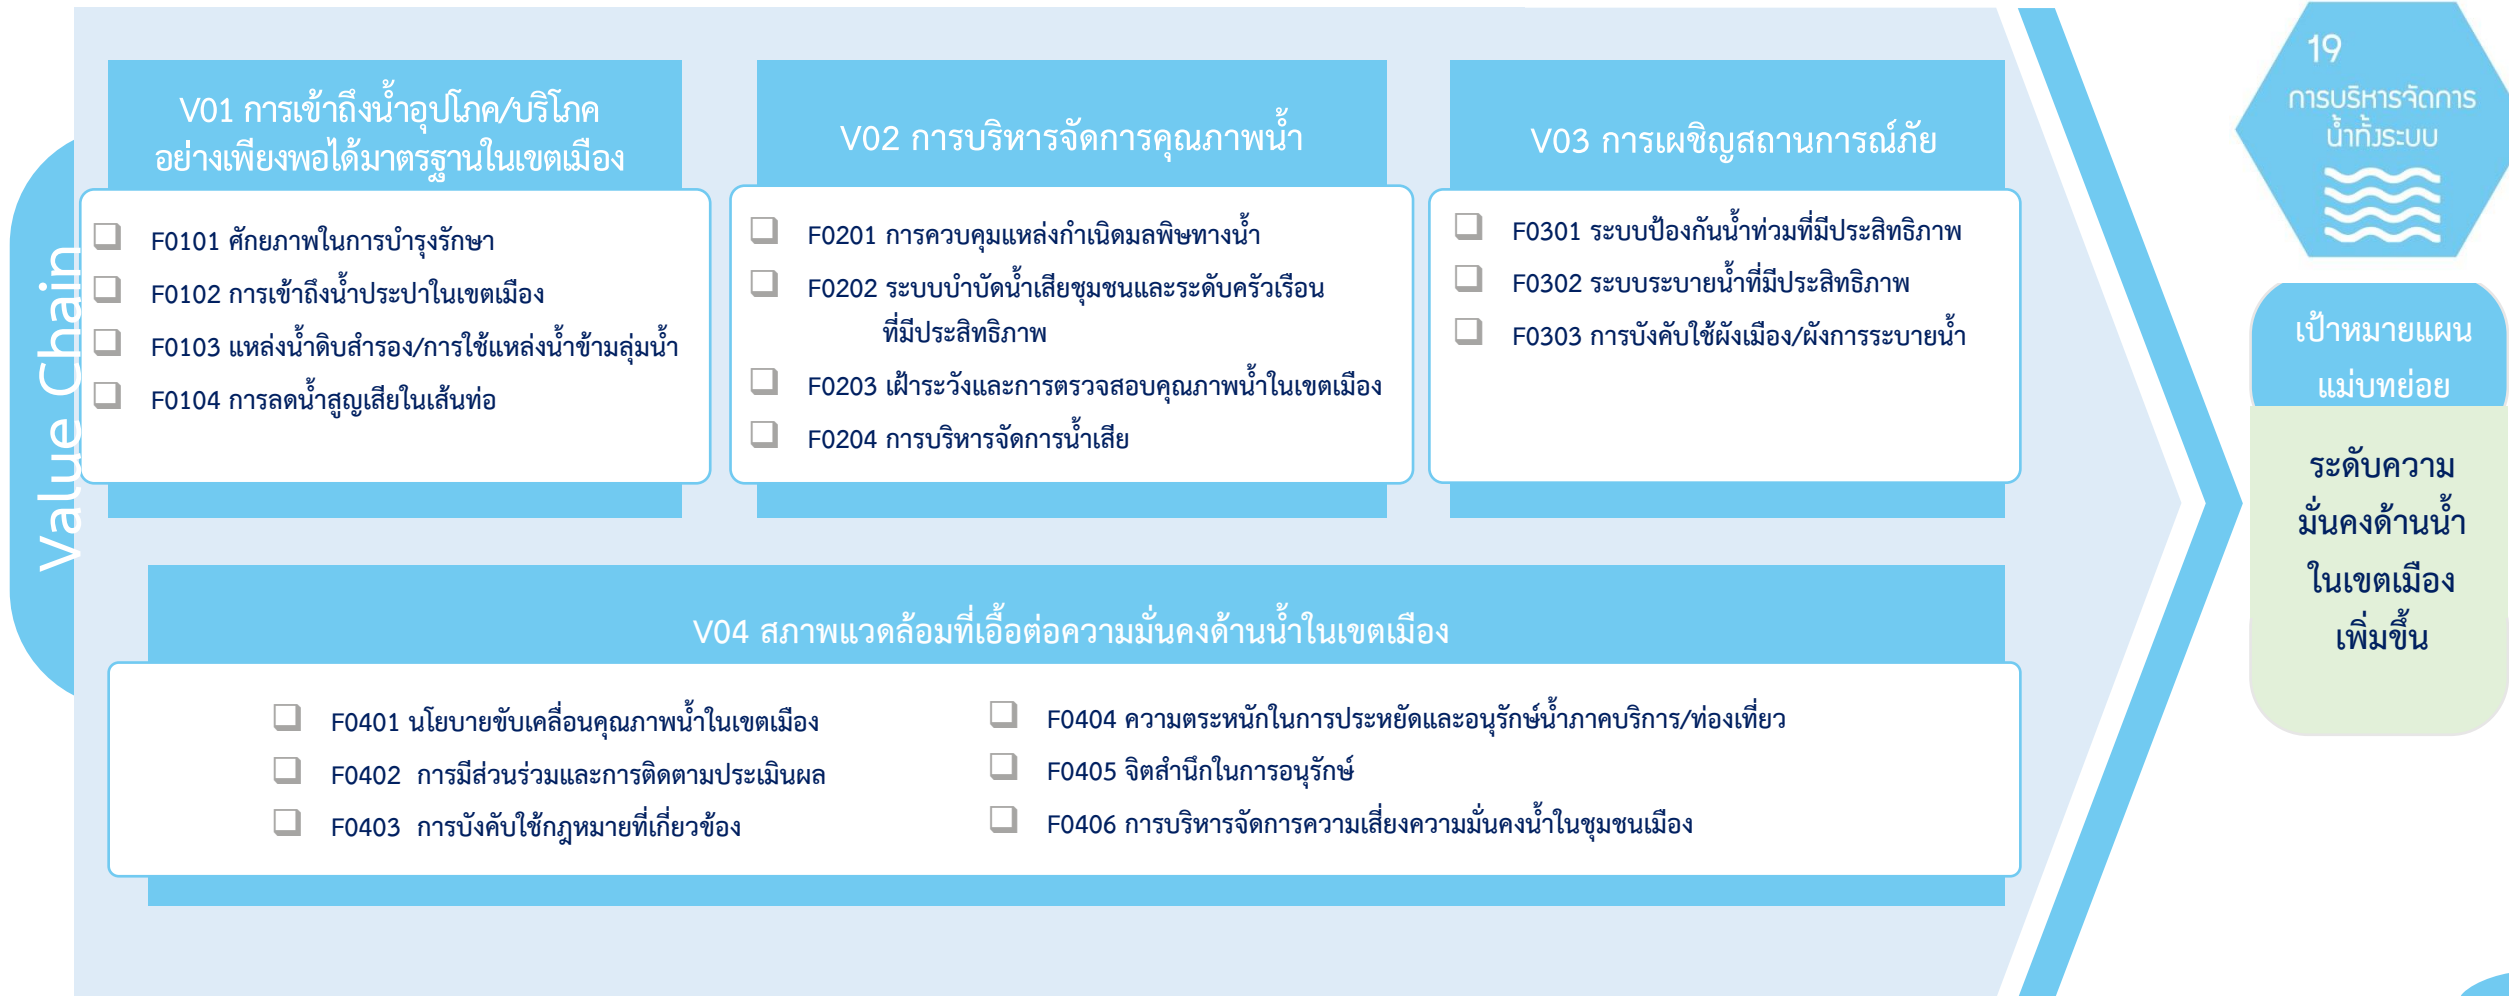 Value Chain
V01 การเข้าถึงน้ำอุปโภค/บริโภค
อย่างเพียงพอได้มาตรฐานในเขตเมือง
F0101 ศักยภาพในการบำรุงรักษา
F0102 การเข้าถึงน้ำประปาในเขตเมือง
F0103 แหล่งน้ำดิบสำรอง/การใช้แหล่งน้ำข้ามลุ่มน้ำ
F0104 การลดน้ำสูญเสียในเส้นท่อ
V02 การบริหารจัดการคุณภาพน้ำ
F0201 การควบคุมแหล่งกำเนิดมลพิษทางน้ำ
F0202 ระบบบำบัดน้ำเสียชุมชนและระดับครัวเรือน
ที่มีประสิทธิภาพ
F0203 เฝ้าระวังและการตรวจสอบคุณภาพน้ำในเขตเมือง
F0204 การบริหารจัดการน้ำเสีย
V03 การเผชิญสถานการณ์ภัย
F0301 ระบบป้องกันน้ำท่วมที่มีประสิทธิภาพ
F0302 ระบบระบายน้ำที่มีประสิทธิภาพ
F0303 การบังคับใช้ผังเมือง/ผังการระบายน้ำ
V04 สภาพแวดล้อมที่เอื้อต่อความมั่นคงด้านน้ำในเขตเมือง
F0401 นโยบายขับเคลื่อนคุณภาพน้ำในเขตเมือง
F0402 การมีส่วนร่วมและการติดตามประเมินผล
F0403 การบังคับใช้กฎหมายที่เกี่ยวข้อง
F0404 ความตระหนักในการประหยัดและอนุรักษ์น้ำภาคบริการ/ท่องเที่ยว
F0405 จิตสำนึกในการอนุรักษ์
F0406 การบริหารจัดการความเสี่ยงความมั่นคงน้ำในชุมชนเมือง
19
การบริหารจัดการ
น้ำทั้งระบบ
เป้าหมายแผน
แม่บทย่อย
ระดับความ
มั่นคงด้านน้ำ
ในเขตเมือง
เพิ่มขึ้น